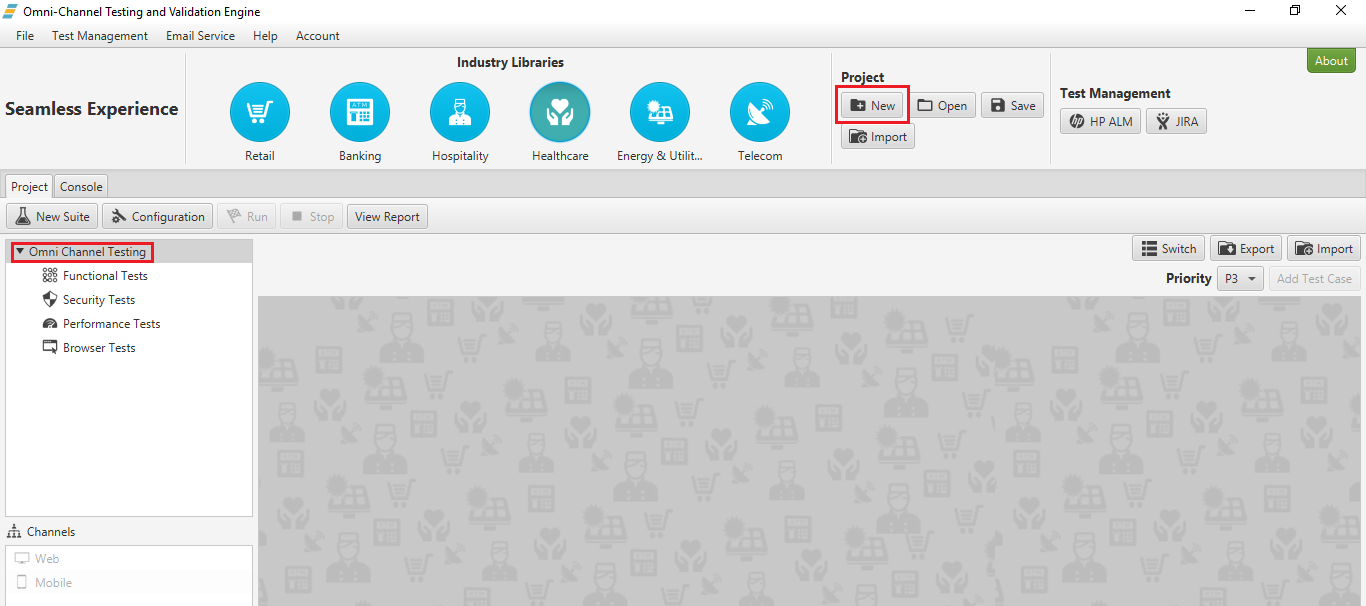 Omni-Channel Testing and Validation Engine
File Test Management Email Service Help Account
About
Seamless Experience
Industry Libraries
Retail Banking Hospitality Healthcare Energy & Utilit... Telecom
ATM
Project
New Open Save
Import
Test Management
hp HP ALM JIRA
Project Console
New Suite Configuration Run Stop View Report
Omni Channel Testing
Functional Tests
Security Tests
Performance Tests
Browser Tests
Switch Export Import
Priority P3 Add Test Case
Channels
Web
Mobile